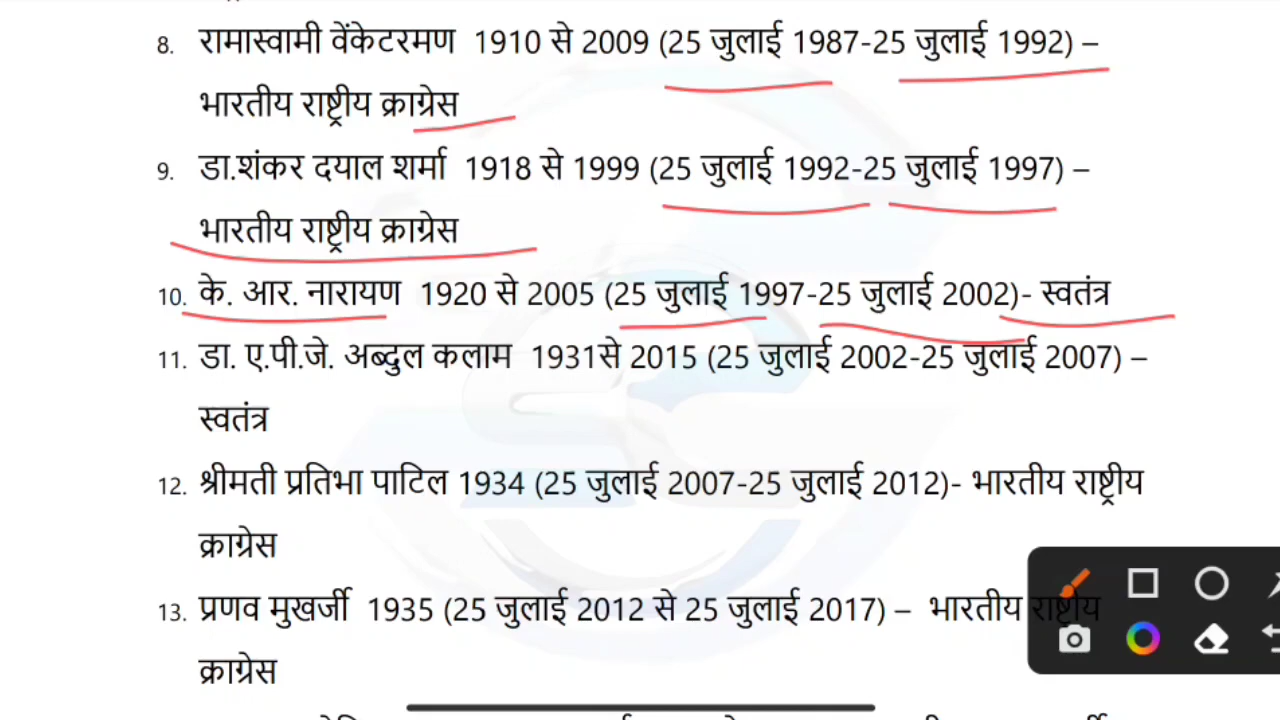 8. रामास्वामी वेंकेटरमण 1910 से 2009 (25 जुलाई 1987-25 जुलाई 1992) –
भारतीय राष्ट्रीय क्राग्रेस
9. डा.शंकर दयाल शर्मा 1918 से 1999 (25 जुलाई 1992-25 जुलाई 1997) –
भारतीय राष्ट्रीय क्राग्रेस
10. के. आर. नारायण 1920 से 2005 (25 जुलाई 1997-25 जुलाई 2002)- स्वतंत्र
11. डा. ए.पी.जे. अब्दुल कलाम 1931से 2015 (25 जुलाई 2002-25 जुलाई 2007) –
स्वतंत्र
12. श्रीमती प्रतिभा पाटिल 1934 (25 जुलाई 2007-25 जुलाई 2012)- भारतीय राष्ट्रीय
क्राग्रेस
13. प्रणव मुखर्जी 1935 (25 जुलाई 2012 से 25 जुलाई 2017) – भारतीय राष्ट्रीय
क्राग्रेस